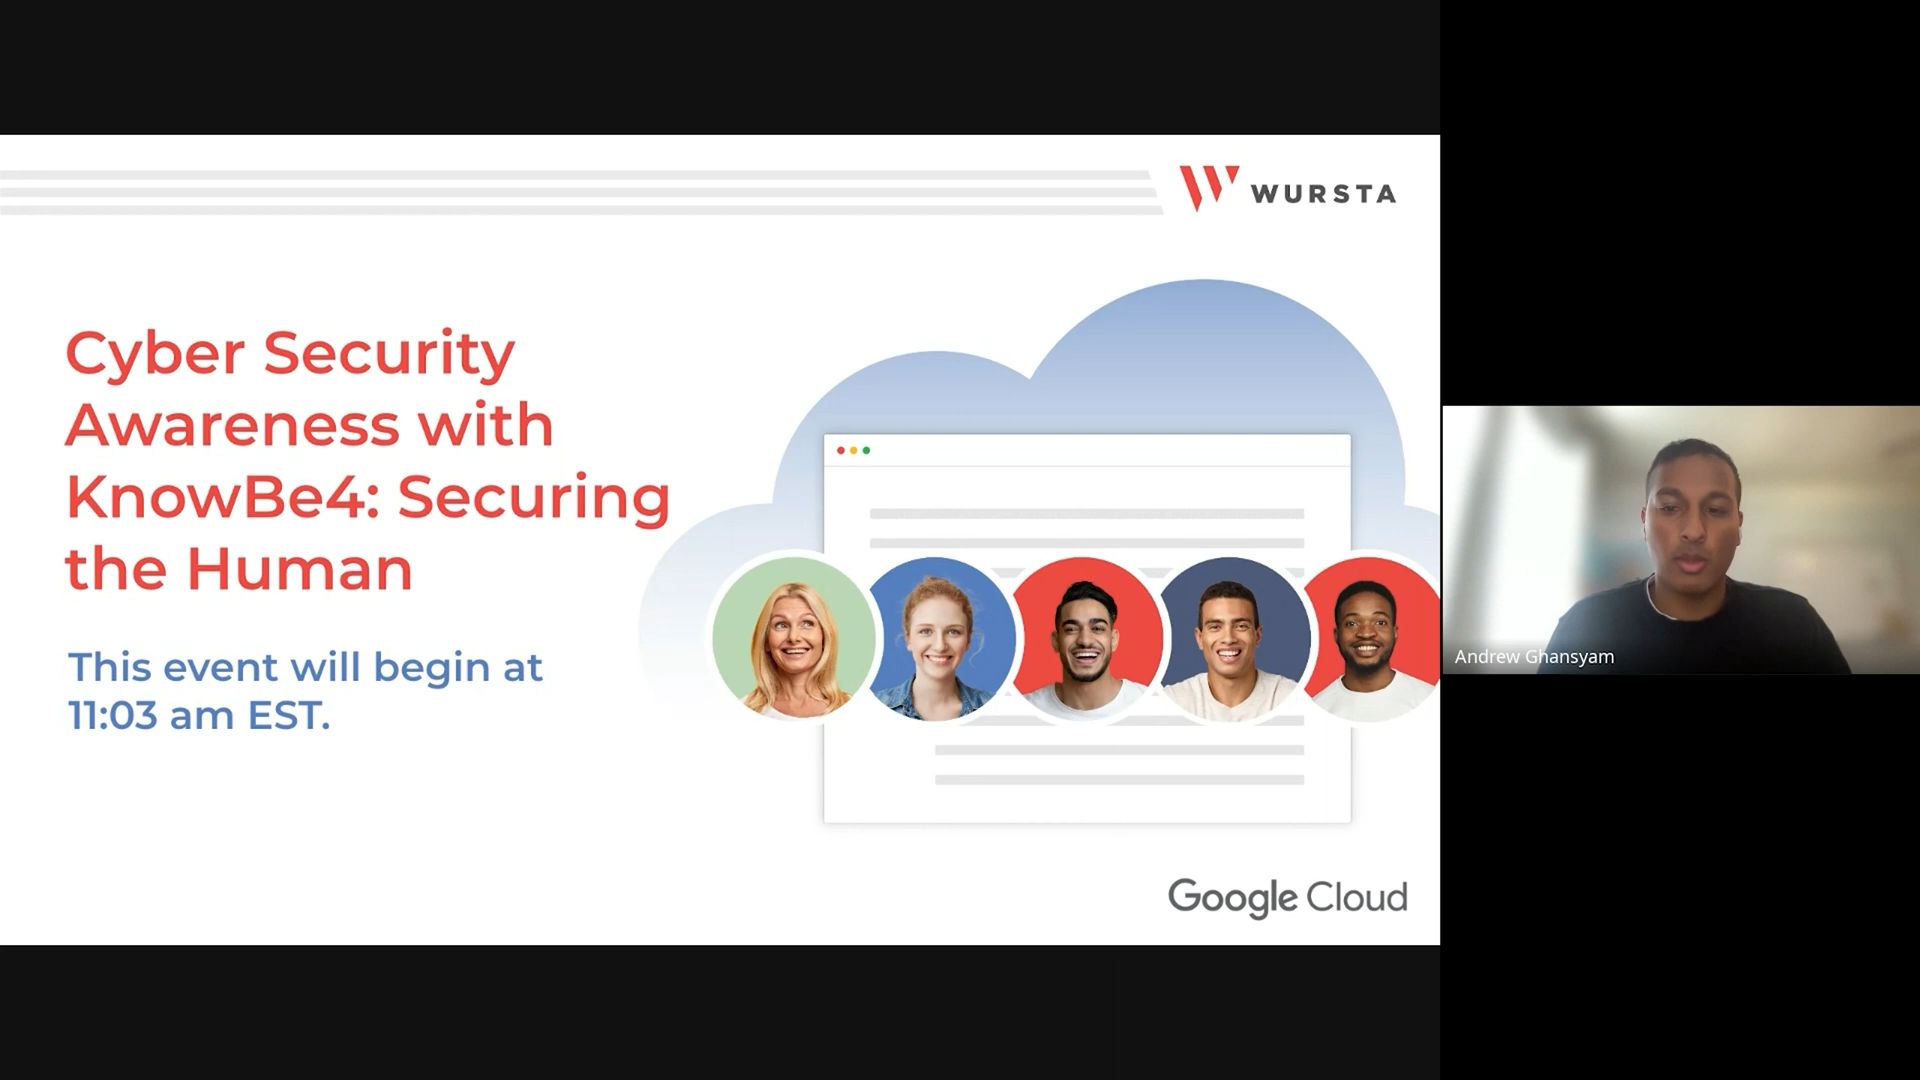 WURSTA
Cyber Security
Awareness with
KnowBe4: Securing
the Human
This event will begin at
11:03 am EST.
Google Cloud
Andrew Ghansyam